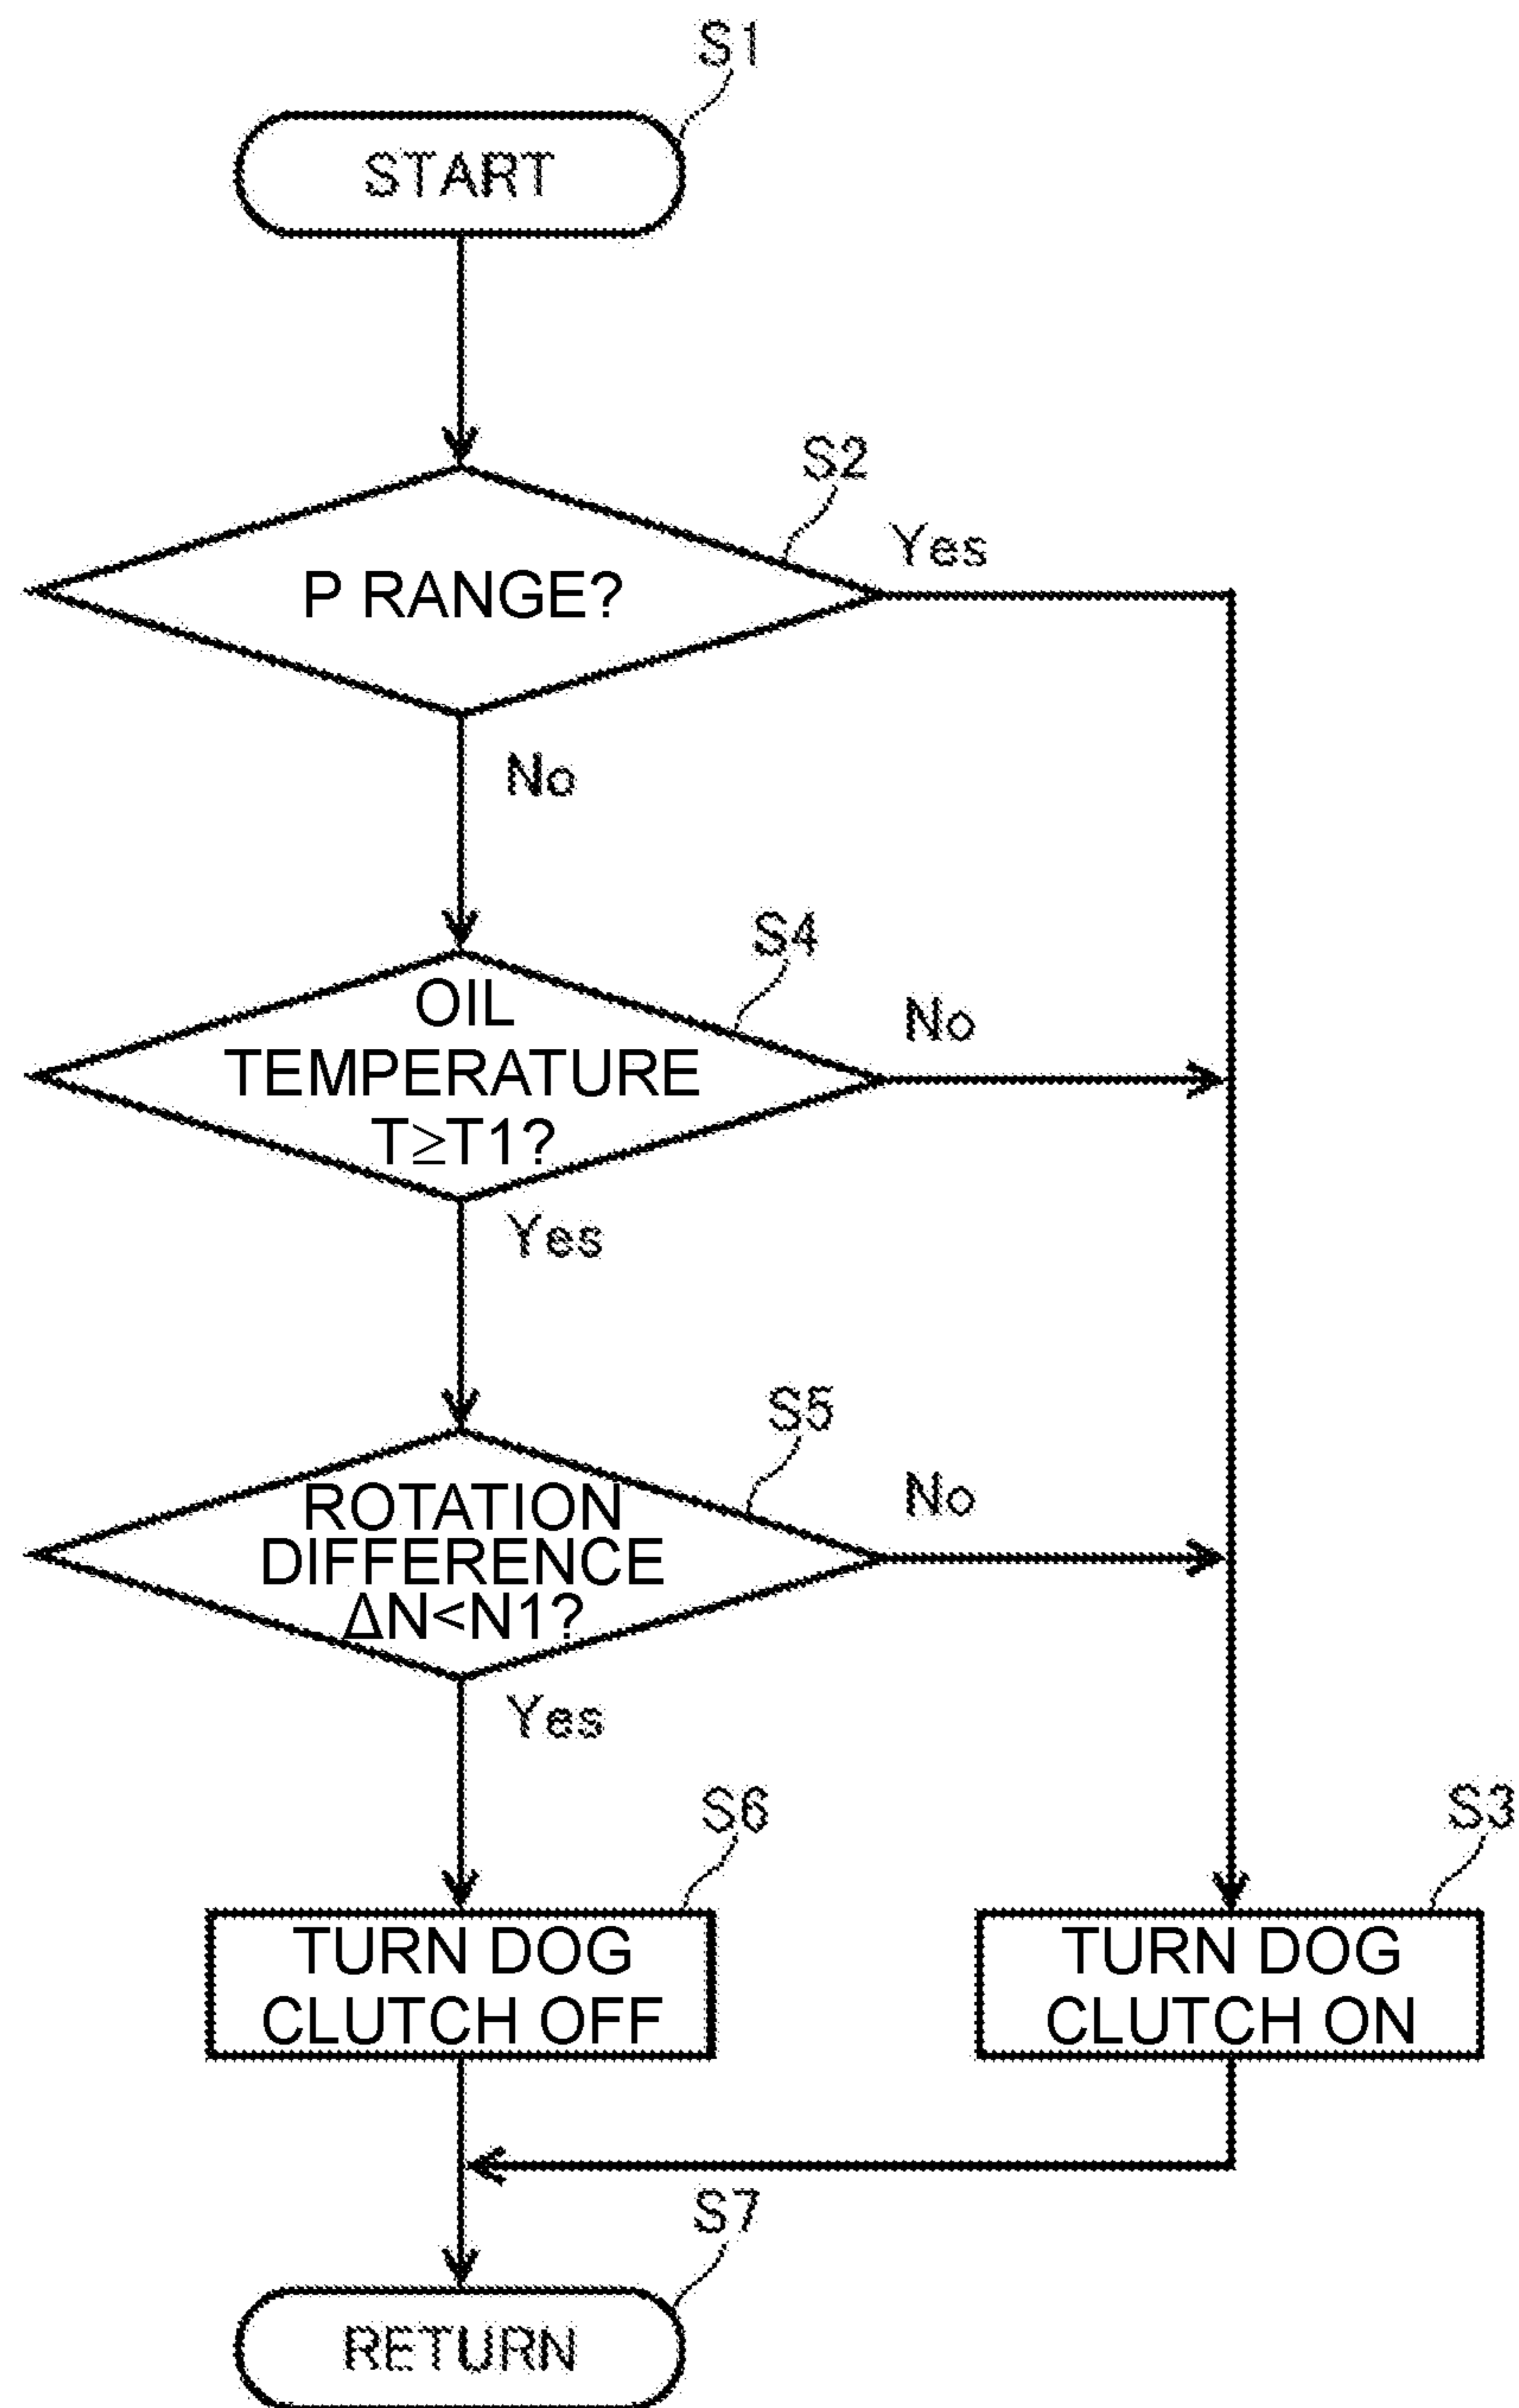 S1
START
S2
P RANGE?
Yes
No
S4
OIL
TEMPERATURE
T≥T1?
No
Yes
S5
ROTATION
DIFFERENCE
ΔN<N1?
No
Yes
S6
TURN DOG
CLUTCH OFF
S3
TURN DOG
CLUTCH ON
S7
RETURN